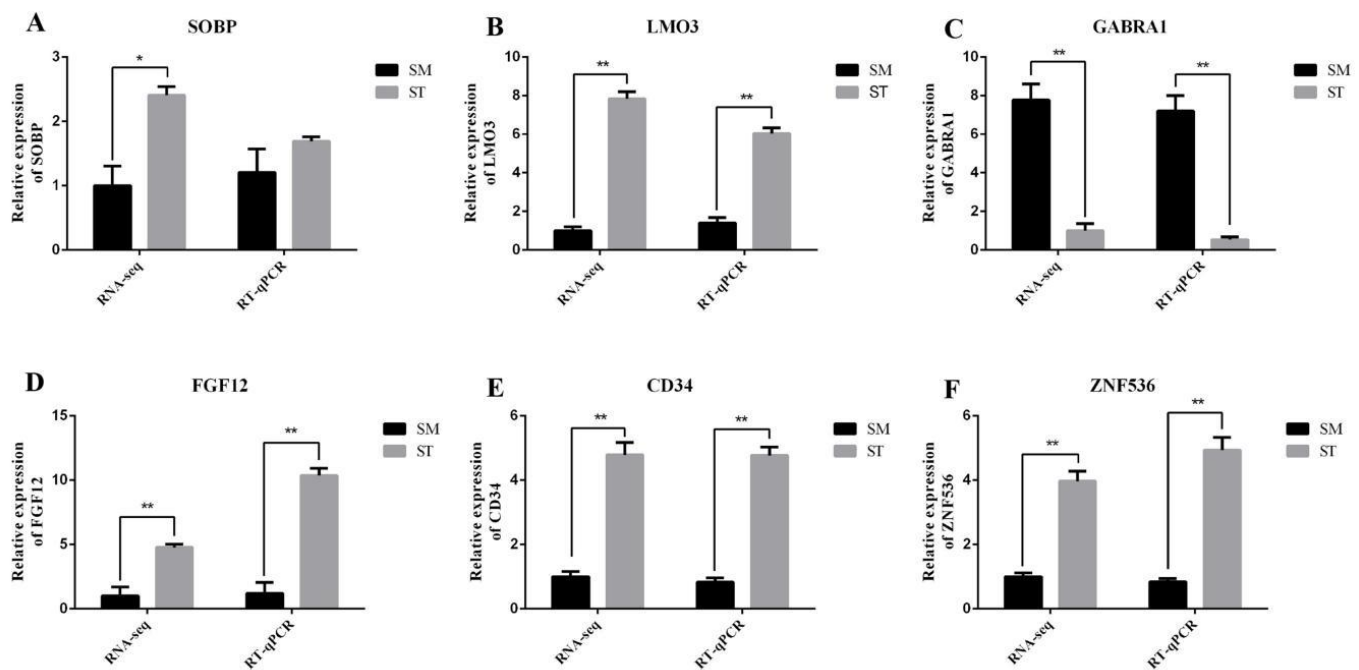 A
SOBP
Relative expression
of SOBP
3
2
1
0
*
SM
ST
RNA-seq
RT-qPCR
B
LMO3
Relative expression
of LMO3
10
8
6
4
2
0
**
**
SM
ST
RNA-seq
RT-qPCR
C
GABRA1
Relative expression
of GABRA1
10
8
6
4
2
0
**
**
SM
ST
RNA-seq
RT-qPCR
D
FGF12
Relative expression
of FGF12
15
10
5
0
**
**
SM
ST
RNA-seq
RT-qPCR
E
CD34
Relative expression
of CD34
6
4
2
0
**
**
SM
ST
RNA-seq
RT-qPCR
F
ZNF536
Relative expression
of ZNF536
6
4
2
0
**
**
SM
ST
RNA-seq
RT-qPCR